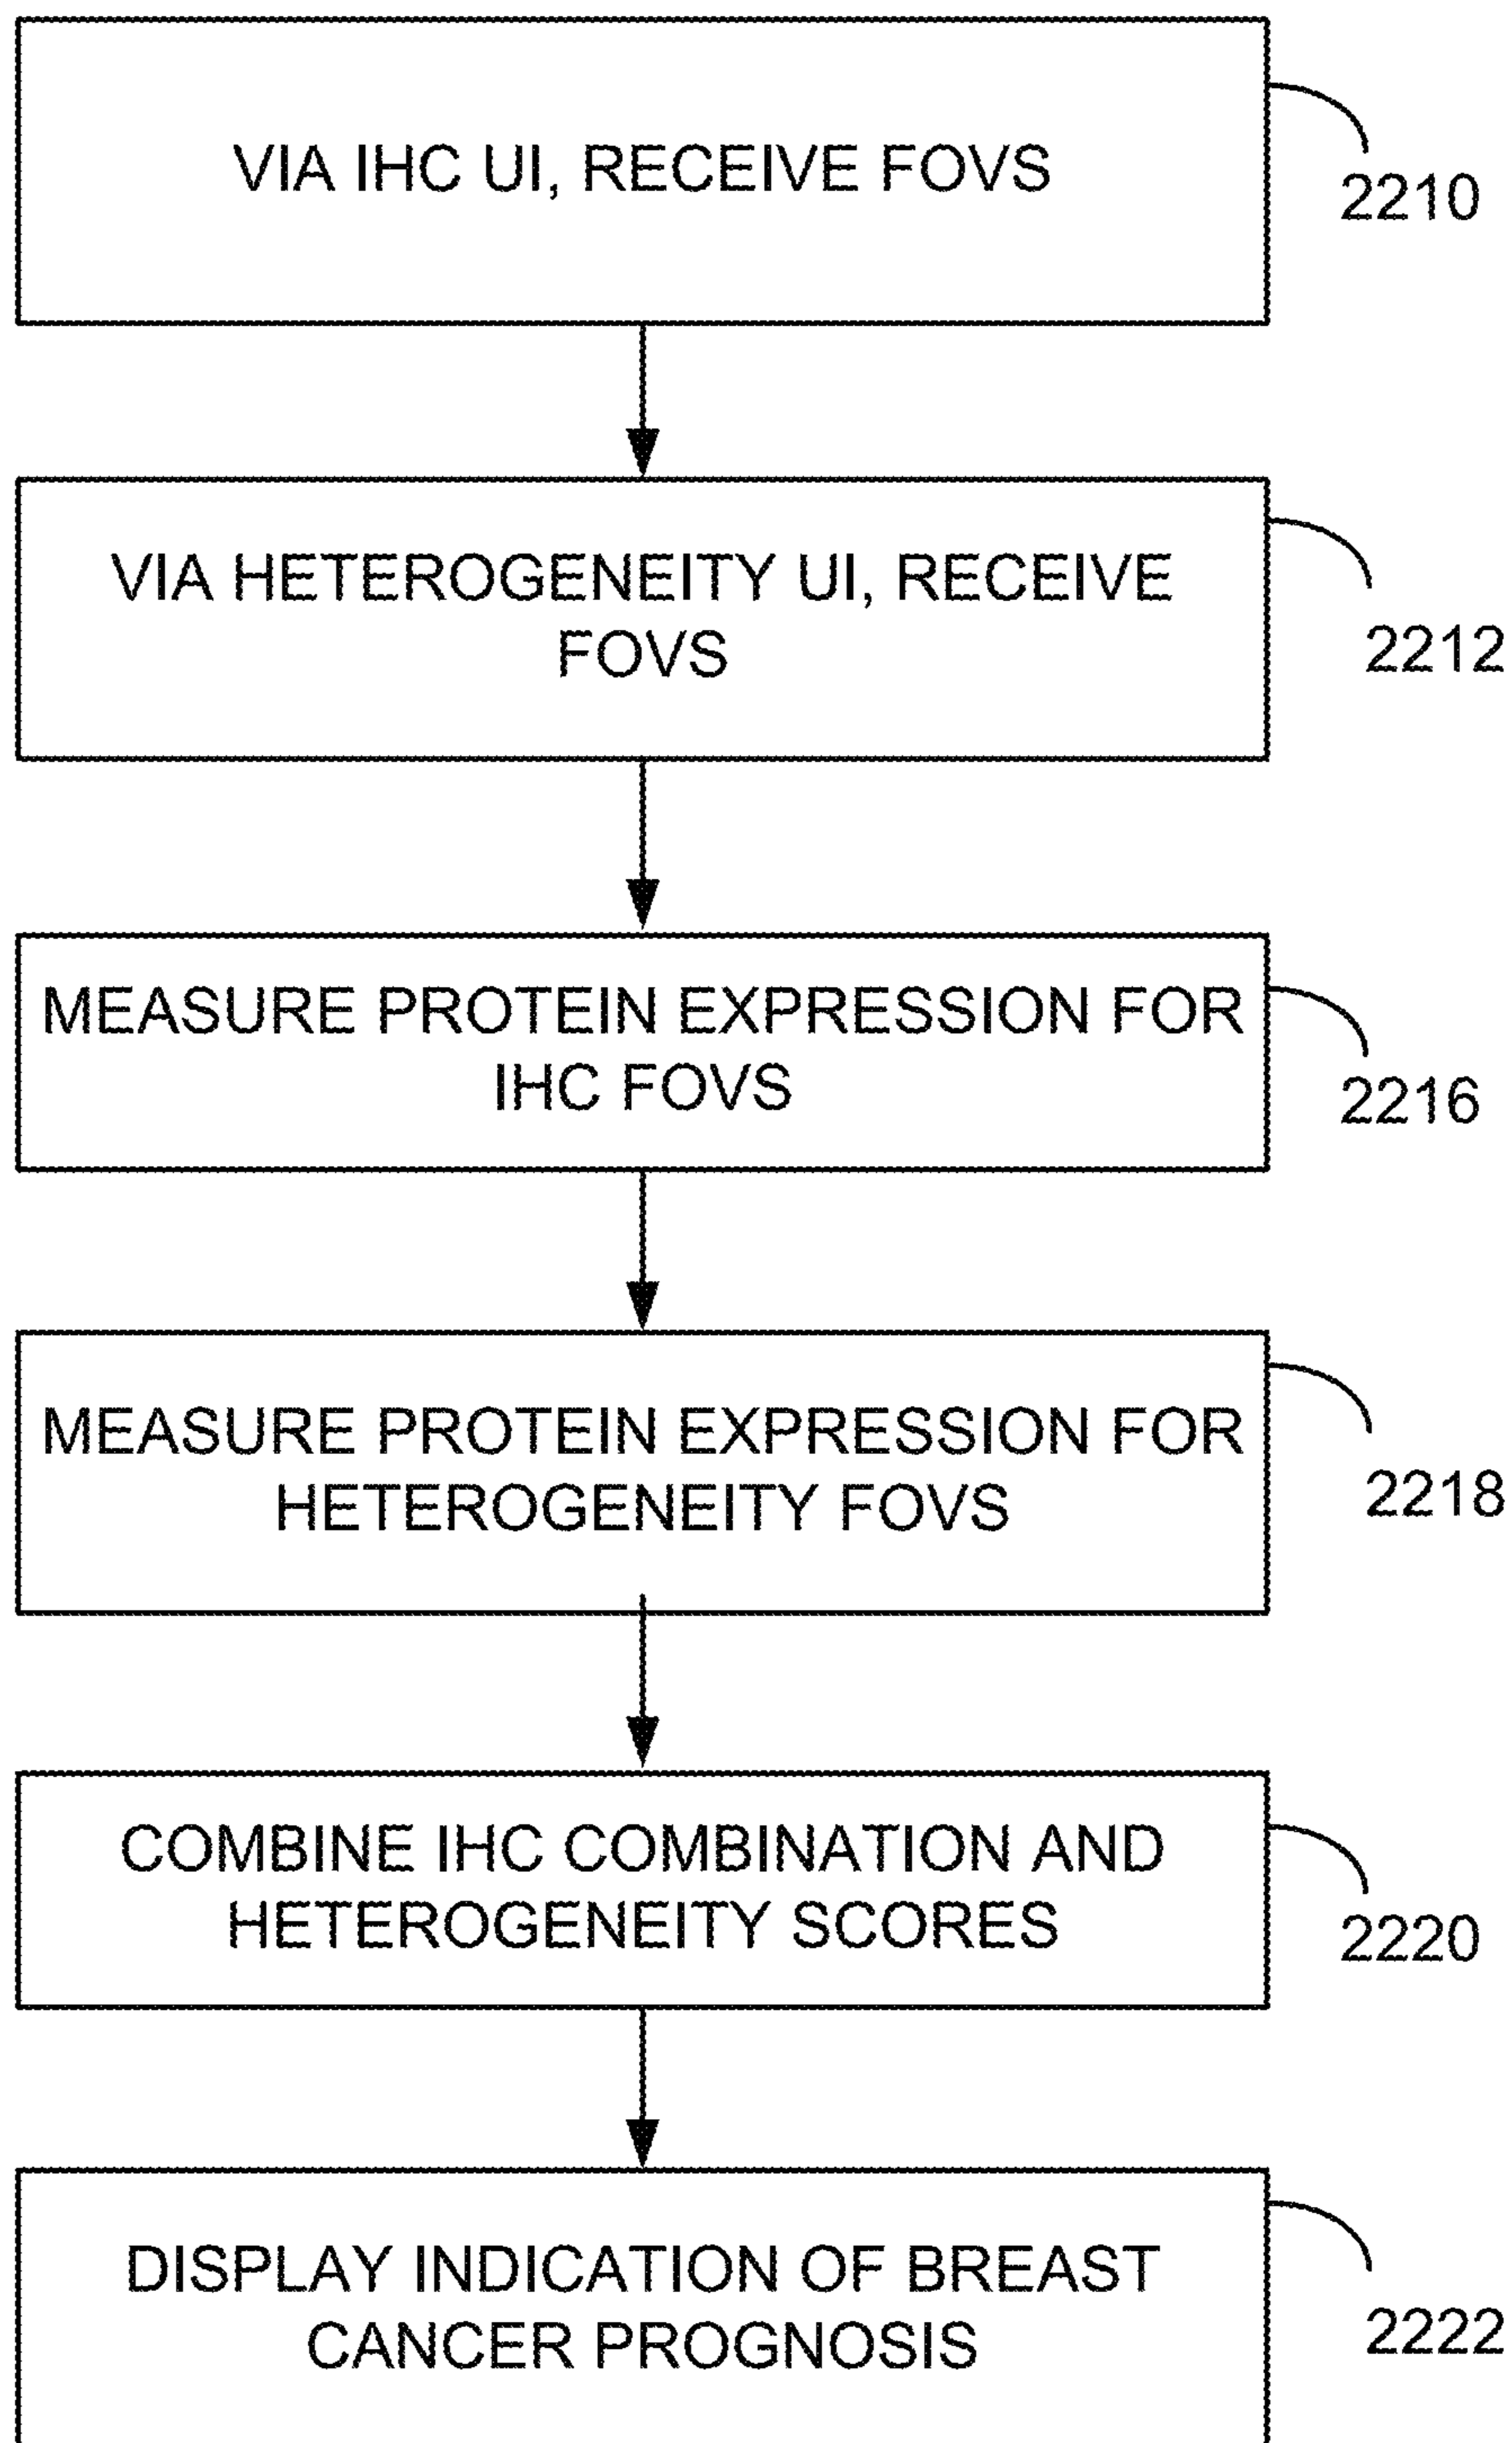 VIA IHC UI, RECEIVE FOVS
2210
VIA HETEROGENEITY UI, RECEIVE
FOVS
2212
MEASURE PROTEIN EXPRESSION FOR
IHC FOVS
2216
MEASURE PROTEIN EXPRESSION FOR
HETEROGENEITY FOVS
2218
COMBINE IHC COMBINATION AND
HETEROGENEITY SCORES
2220
DISPLAY INDICATION OF BREAST
CANCER PROGNOSIS
2222